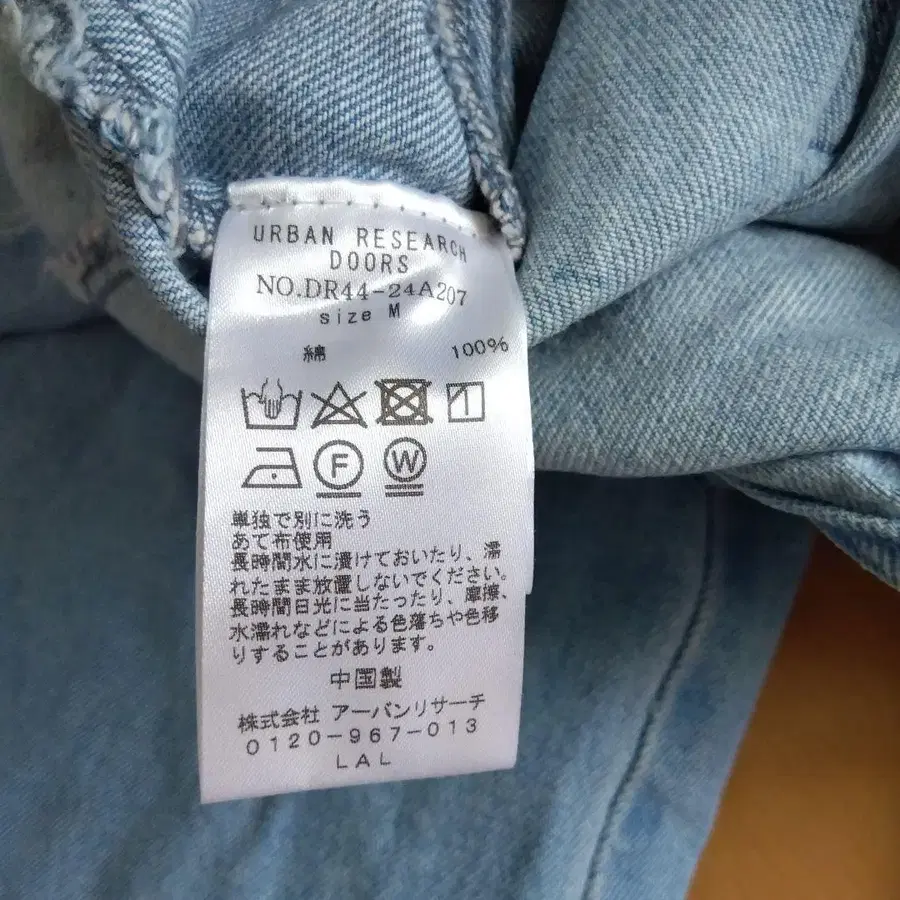 URBAN RESEARCH
DOORS
NO.DR44-24A207
size M
綿 100%
F W
単独で別に洗う
あて布使用
長時間水に漬けておいたり、濡
れたまま放置しないでください。
長時間日光に当たったり、摩擦、
水濡れなどによる色落ちや色移
りすることがあります。
中国製
株式会社 アーバンリサーチ
0120-967-013
LAL